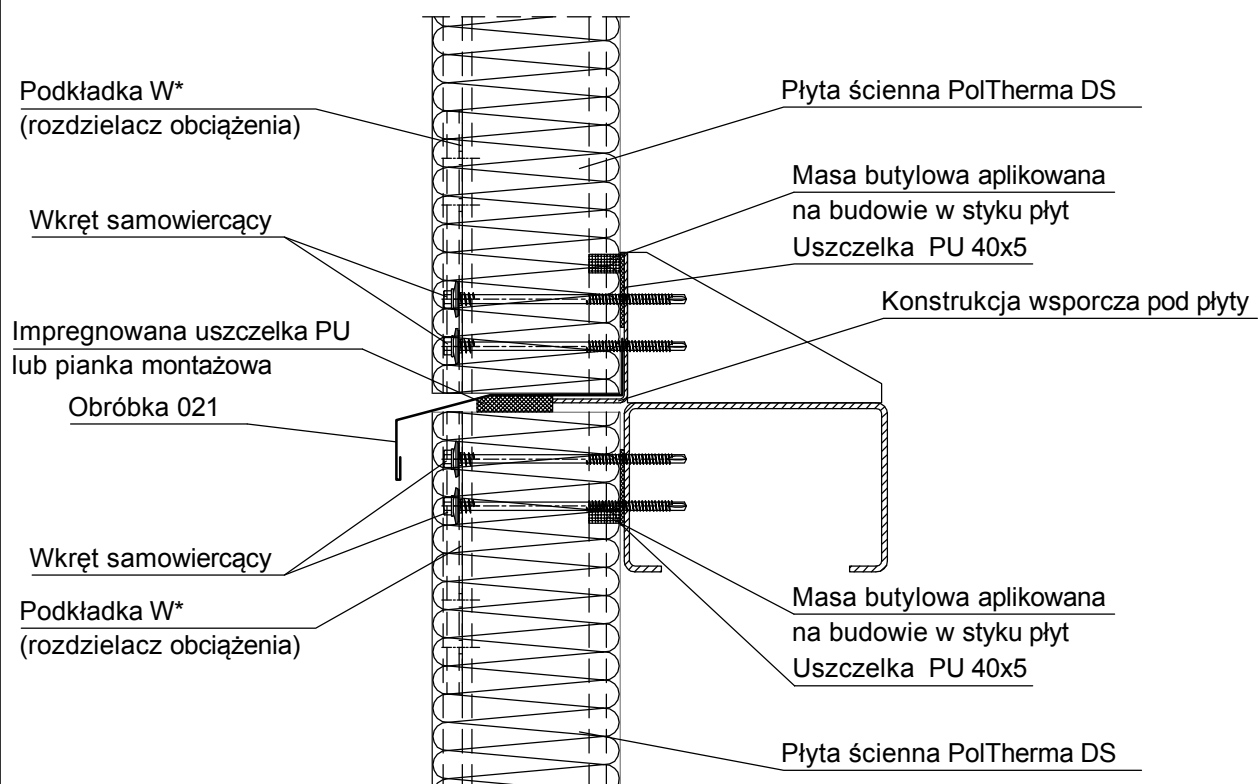 Podkładka W*
(rozdzielacz obciążenia)
Wkręt samowiercący
Impregnowana uszczelka PU
lub pianka montażowa
Obróbka 021
Wkręt samowiercący
Podkładka W*
(rozdzielacz obciążenia)
Płyta ścienna PolTherma DS
Masa butylowa aplikowana
na budowie w styku płyt
Uszczelka PU 40x5
Konstrukcja wsporcza pod płyty
Masa butylowa aplikowana
na budowie w styku płyt
Uszczelka PU 40x5
Płyta ścienna PolTherma DS